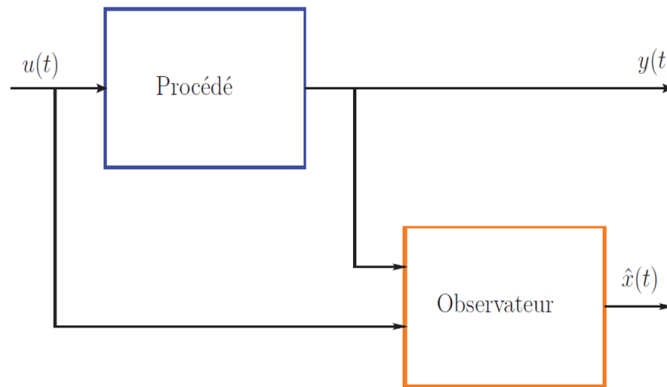 u(t)
Procédé
y(t
Observateur
x̂(t)